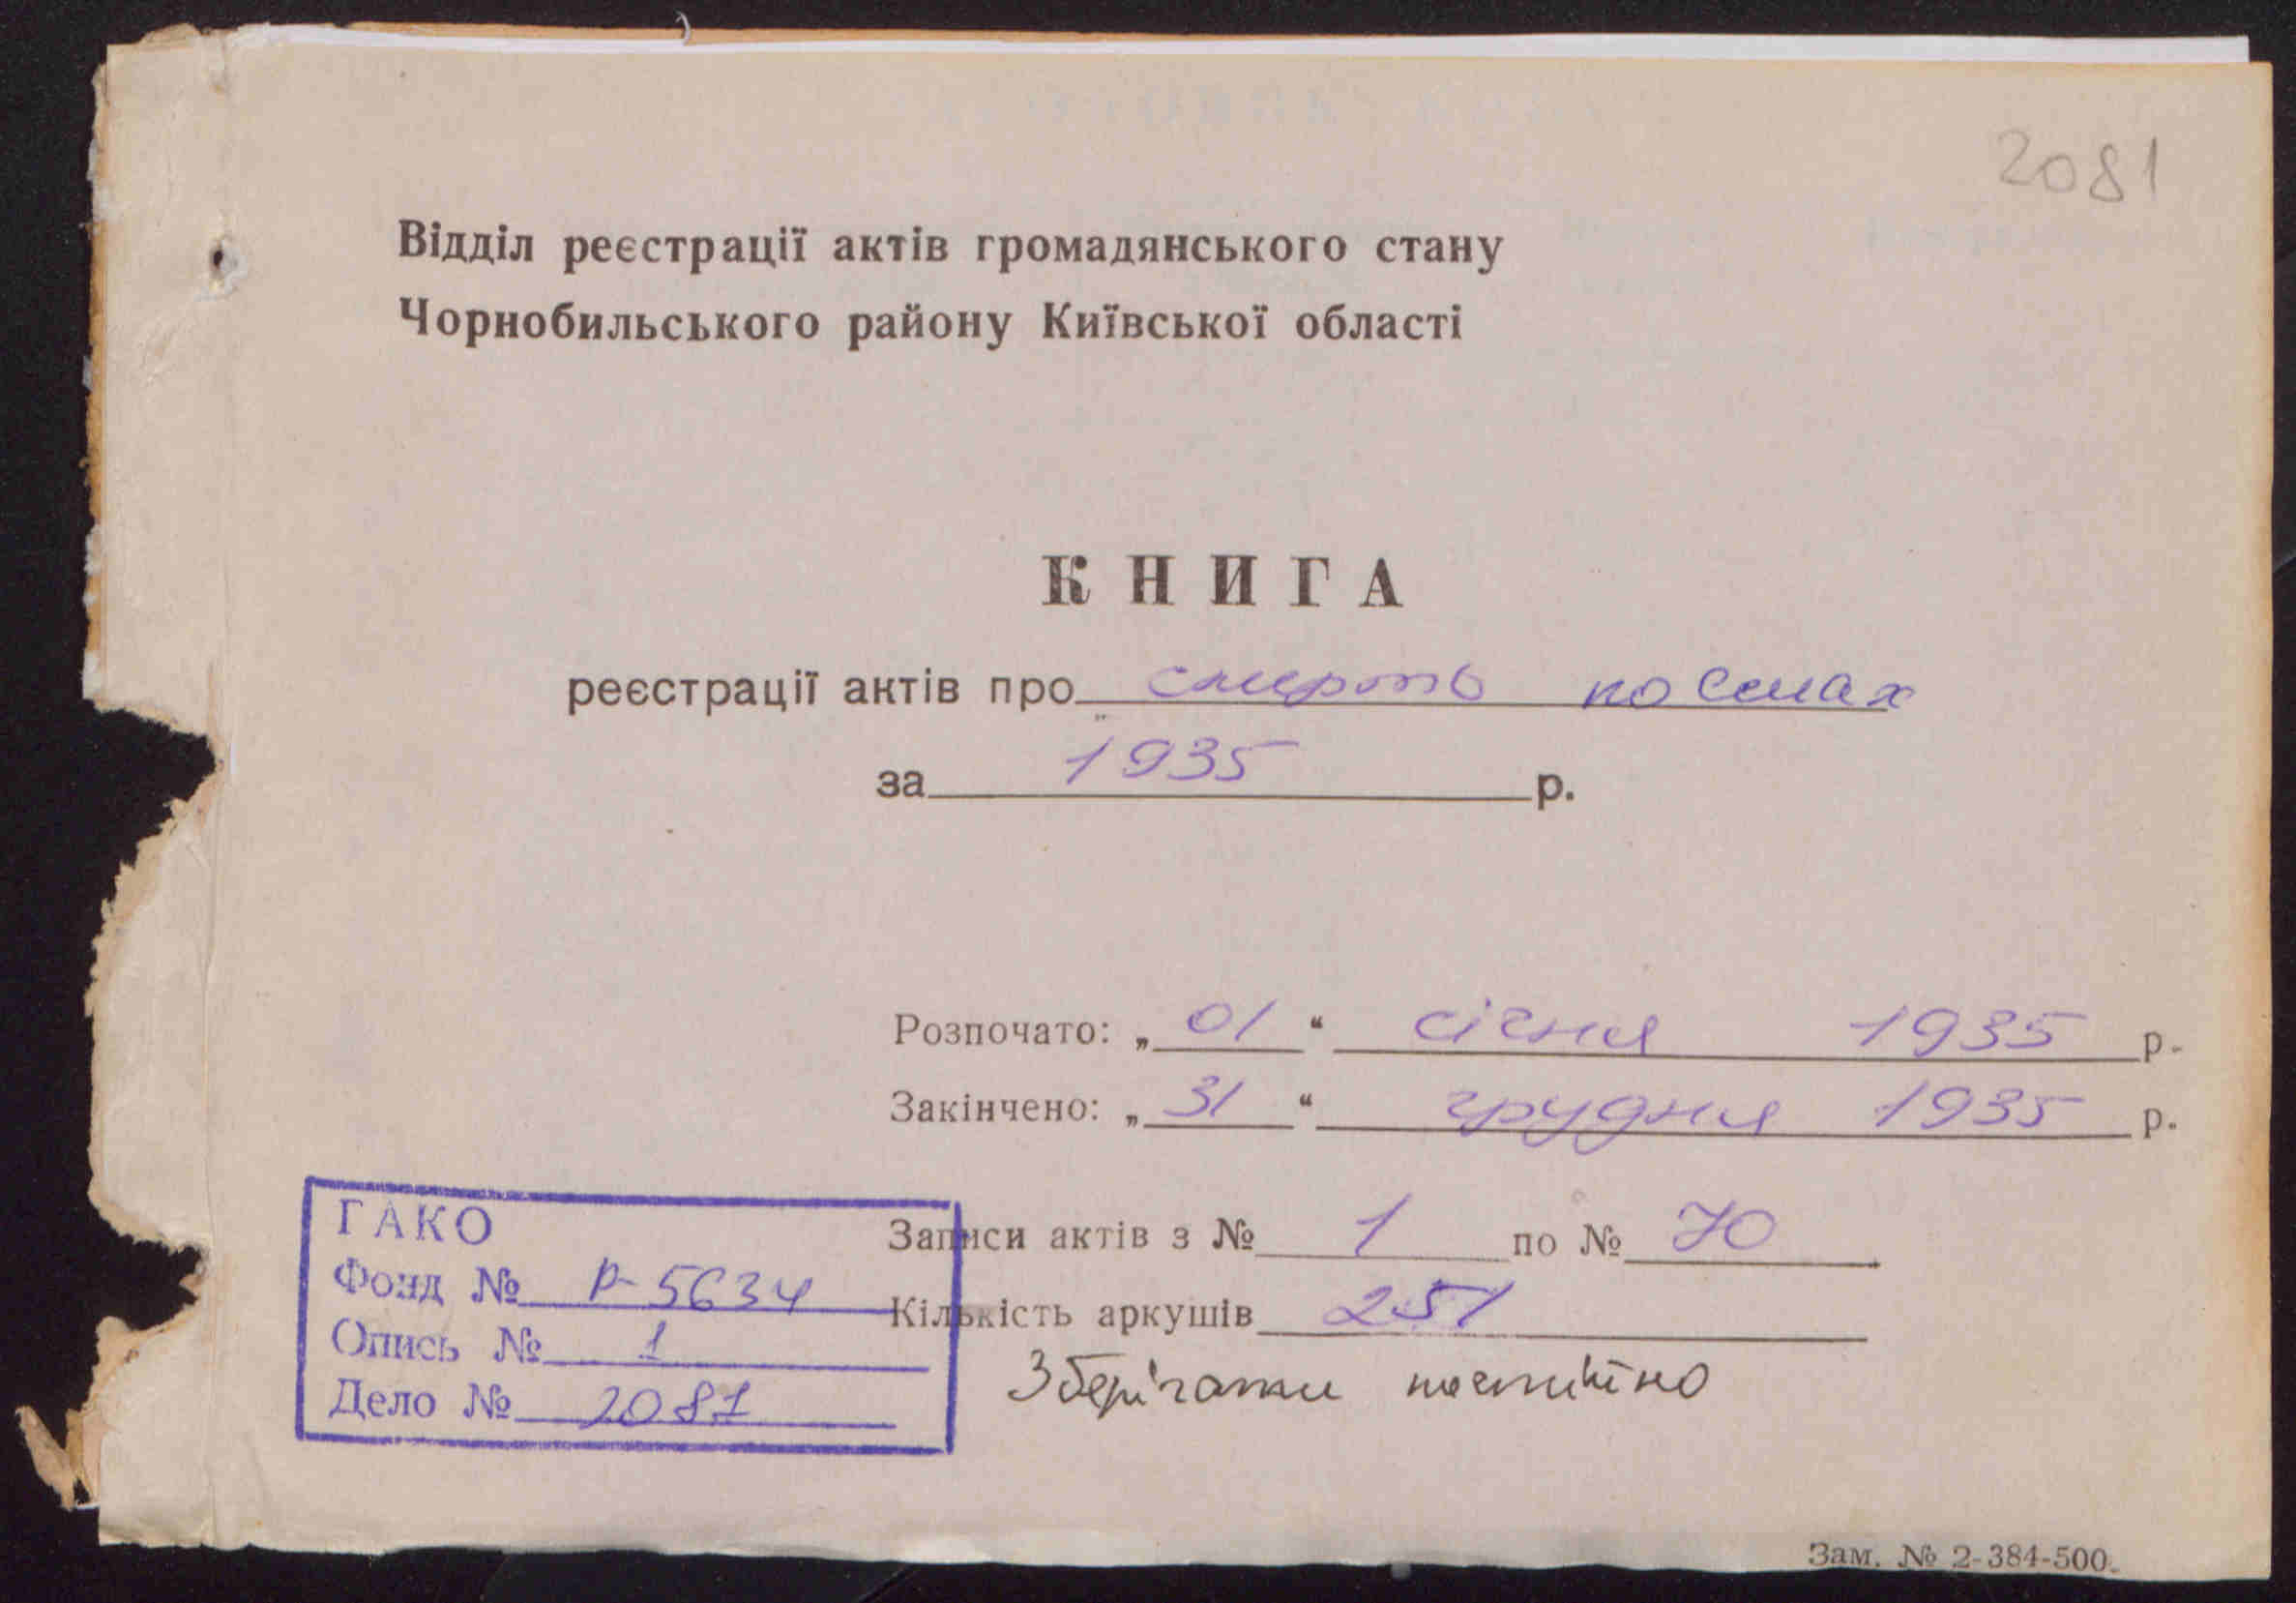 2081
Відділ реєстрації актів громадянського стану
Чорнобильського району Київської області
КНИГА
реєстрації актів про смерть по селах
за 1935 р.
Розпочато: „ 01 “ січня 1935 р.
Закінчено: „ 31 “ грудня 1935 р.
Записи актів з № 1 по № 70
Кількість аркушів 251
Зберігати постійно
ГАКО
Фонд № Р-5634
Опись № 1
Дело № 2081
Зам. № 2-384-500.